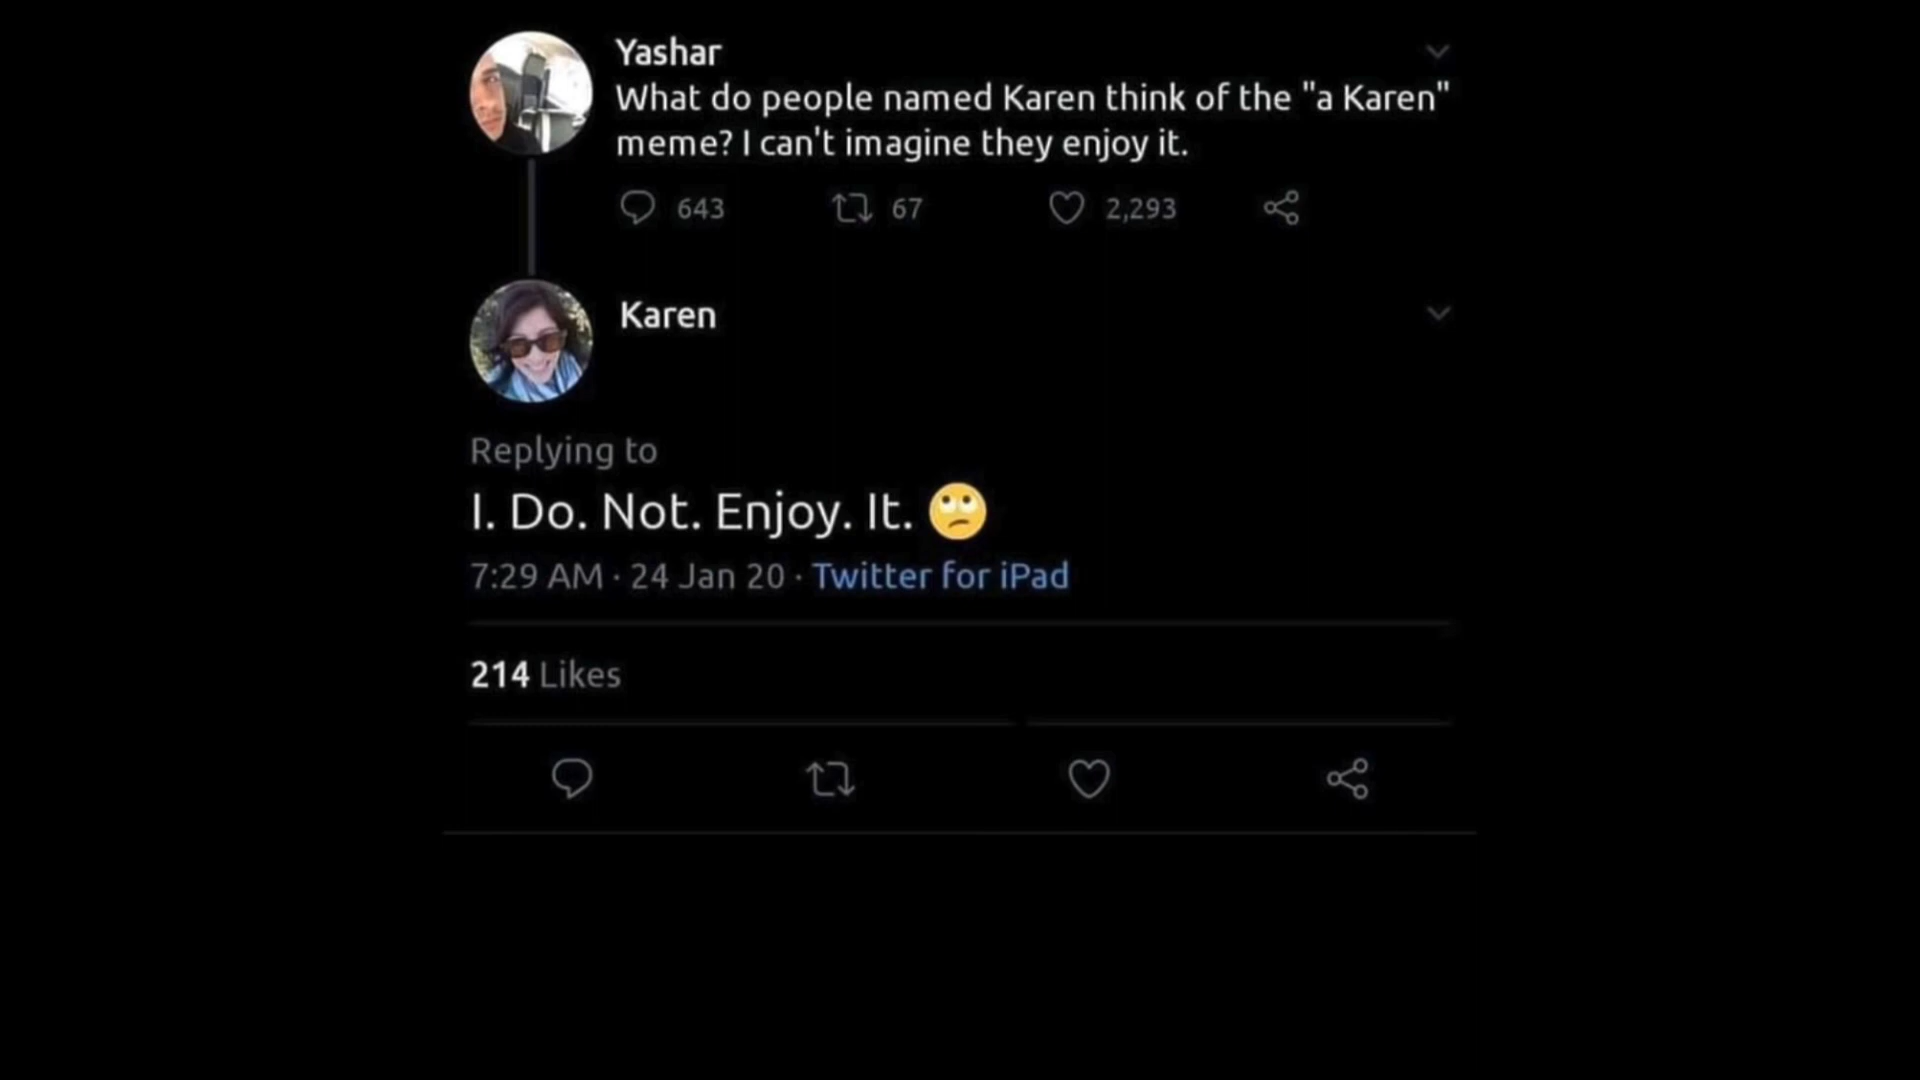 Yashar
What do people named Karen think of the "a Karen"
meme? I can't imagine they enjoy it.
643 67 2,293
Karen
Replying to
I. Do. Not. Enjoy. It. 🙄
7:29 AM · 24 Jan 20 · Twitter for iPad
214 Likes